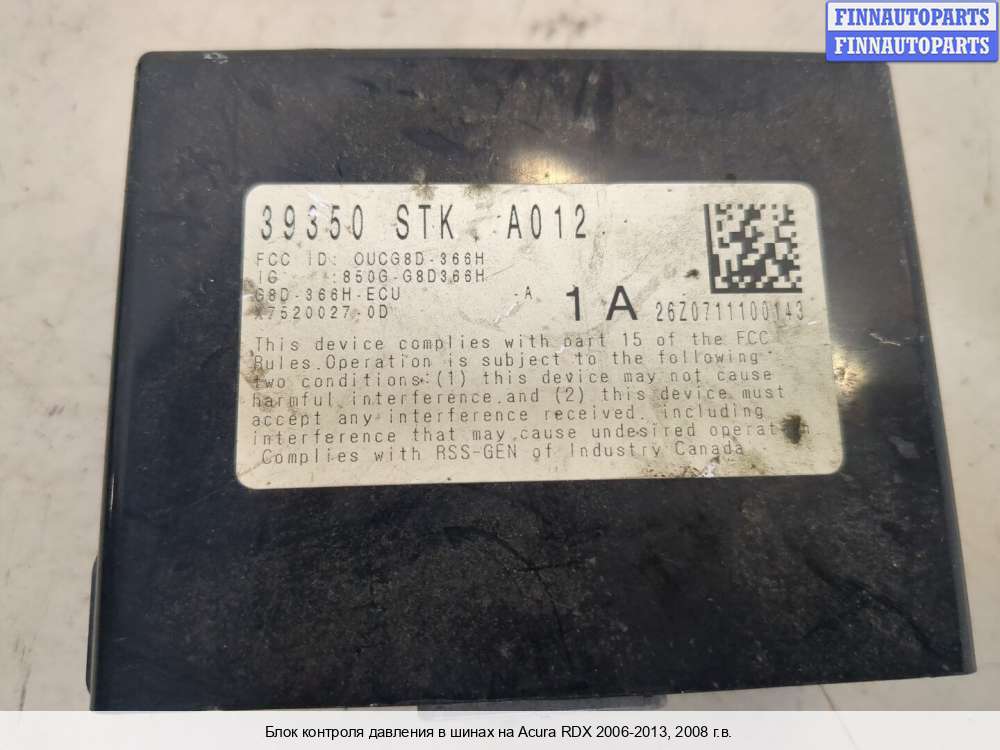 FINNAUTOPARTS
FINNAUTOPARTS
39350 STK A012
FCC ID: OUCG8D-366H
IC :850G-G8D366H
G8D-366H-ECU -A
X7520027-0D
1A 26Z0711100143
This device complies with part 15 of the FCC
Rules.Operation is subject to the following
two conditions:(1) this device may not cause
harmful interference,and (2) this device must
accept any interference received, including
interference that may cause undesired operation
Complies with RSS-GEN of Industry Canada
Блок контроля давления в шинах на Acura RDX 2006-2013, 2008 г.в.